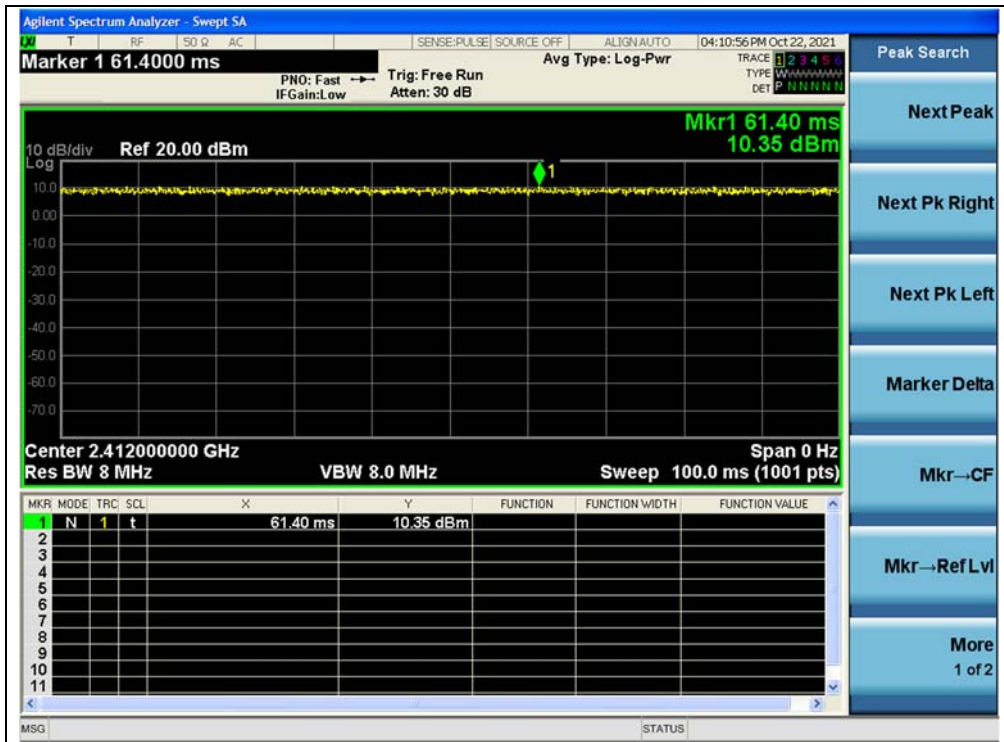 Agilent Spectrum Analyzer - Swept SA
LXI T RF 50 Ω AC SENSE:PULSE SOURCE OFF ALIGN AUTO 04:10:56 PM Oct 22, 2021
Marker 1 61.4000 ms
PNO: Fast
IFGain:Low
Trig: Free Run
Atten: 30 dB
Avg Type: Log-Pwr
TRACE 1 2 3 4 5 6
TYPE W
DET P N N N N N
Mkr1 61.40 ms
10.35 dBm
10 dB/div Ref 20.00 dBm
Log
1
10.0
0.00
-10.0
-20.0
-30.0
-40.0
-50.0
-60.0
-70.0
Center 2.412000000 GHz Span 0 Hz
Res BW 8 MHz VBW 8.0 MHz Sweep 100.0 ms (1001 pts)
MKR MODE TRC SCL X Y FUNCTION FUNCTION WIDTH FUNCTION VALUE
1 N 1 t 61.40 ms 10.35 dBm
2
3
4
5
6
7
8
9
10
11
MSG STATUS
Peak Search
Next Peak
Next Pk Right
Next Pk Left
Marker Delta
Mkr→CF
Mkr→Ref Lvl
More
1 of 2